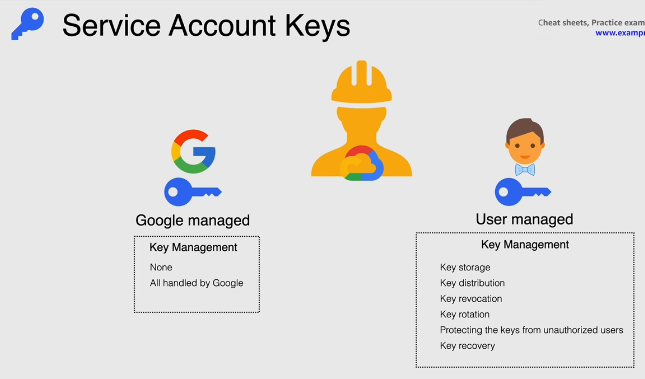 Service Account Keys
Cheat sheets, Practice exam
www.exampr
Google managed
Key Management
None
All handled by Google
User managed
Key Management
Key storage
Key distribution
Key revocation
Key rotation
Protecting the keys from unauthorized users
Key recovery